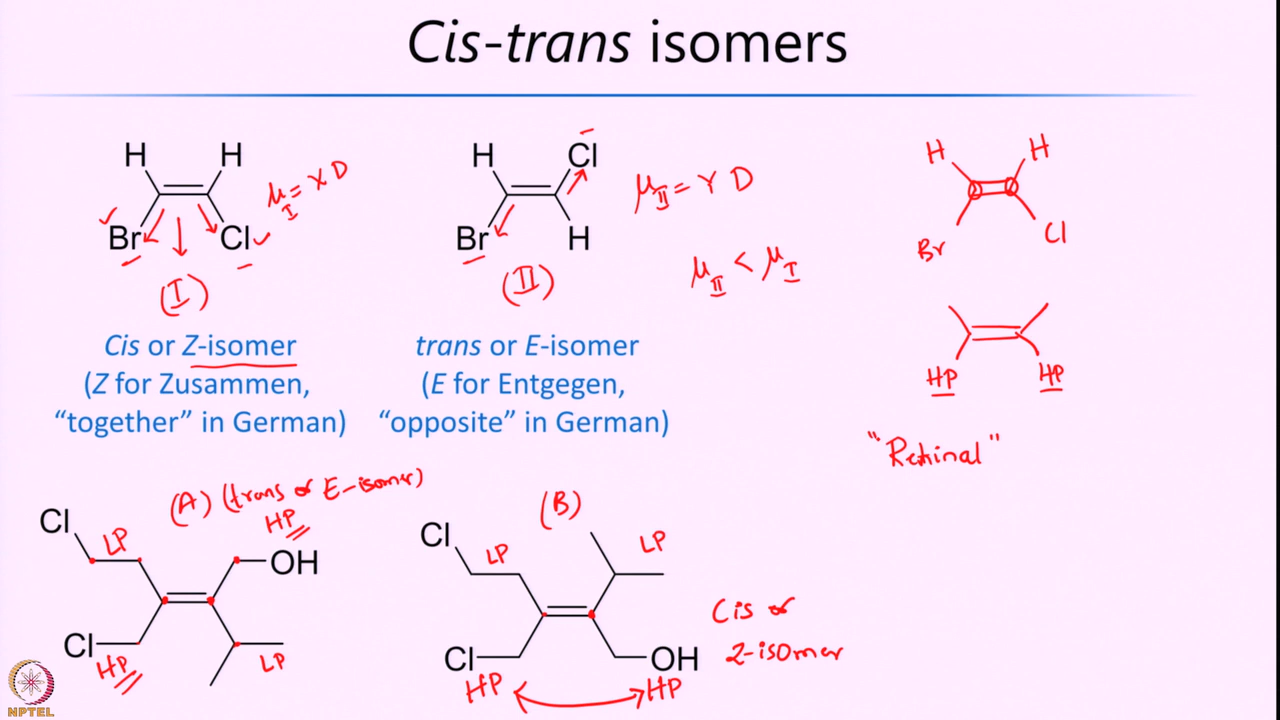 Cis-trans isomers
H H
Br Cl
μ_I = X D
(I)
H Cl
Br H
μ_II = Y D
(II)
μ_II < μ_I
H H
Br Cl
HP HP
"Retinal"
Cis or Z-isomer
(Z for Zusammen,
"together" in German)
trans or E-isomer
(E for Entgegen,
"opposite" in German)
(A) (trans or E-isomer)
Cl LP HP
OH
Cl
HP LP
(B)
Cl LP LP
Cl OH
HP HP
Cis or
Z-isomer
NPTEL